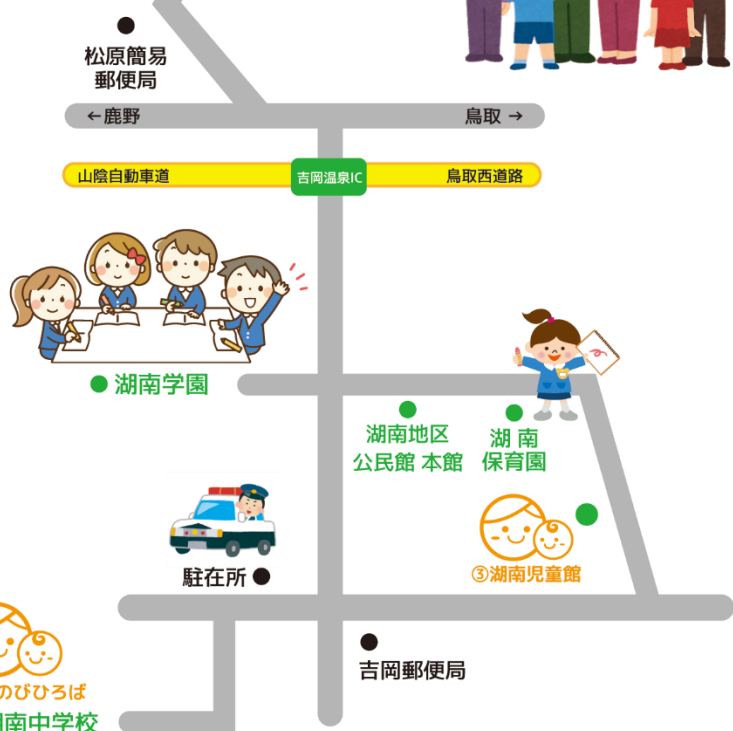 松原簡易
郵便局
←鹿野
鳥取 →
山陰自動車道
吉岡温泉IC
鳥取西道路
湖南学園
湖南地区
公民館 本館
湖 南
保育園
駐在所
③湖南児童館
吉岡郵便局
のびひろば
南中学校